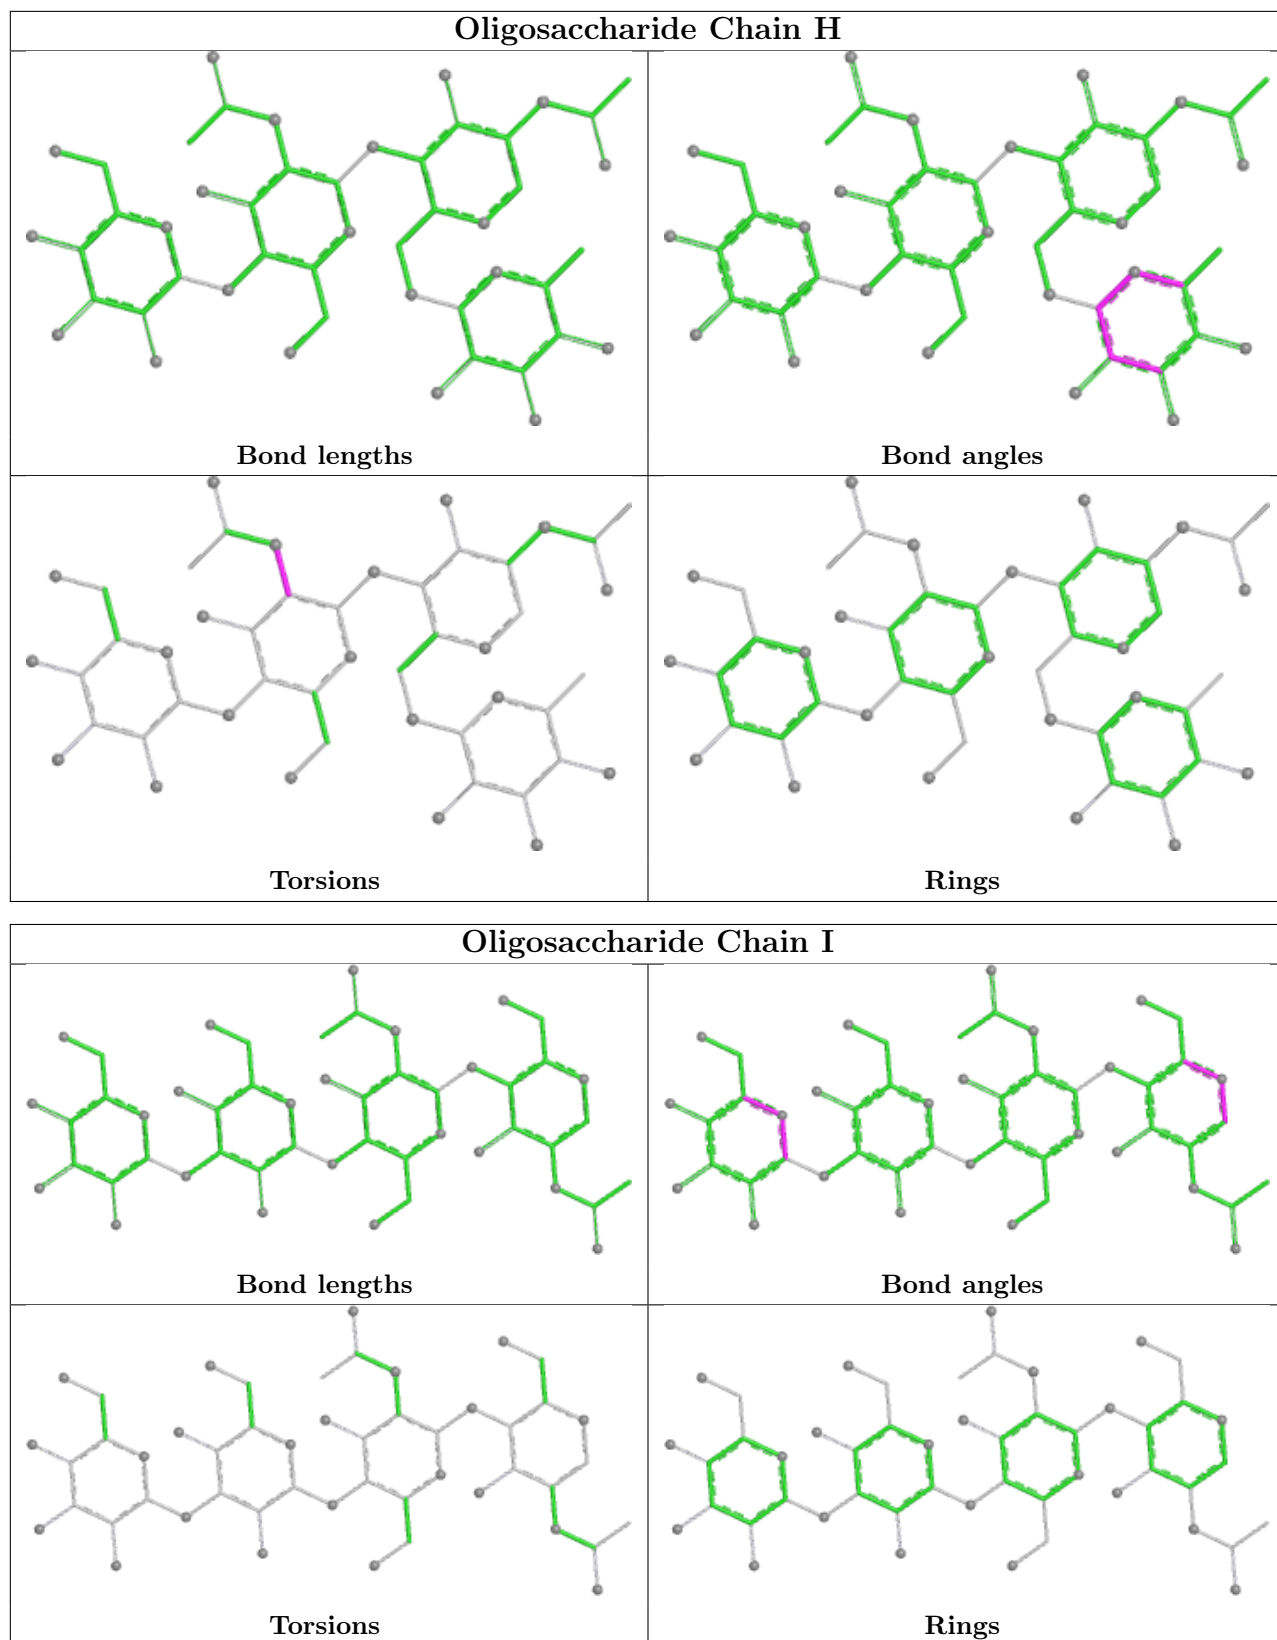 Oligosaccharide Chain H
Bond lengths
Bond angles
Torsions
Rings
Oligosaccharide Chain I
Bond lengths
Bond angles
Torsions
Rings